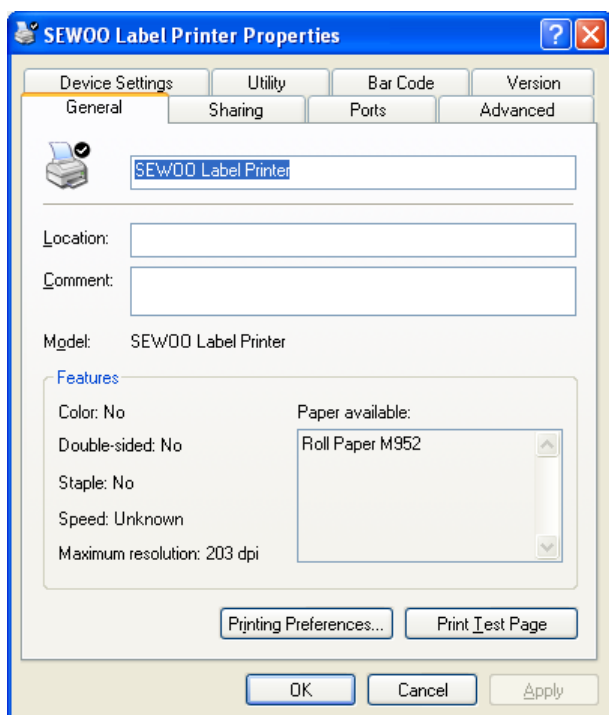 SEWOO Label Printer Properties
Device Settings Utility Bar Code Version
General Sharing Ports Advanced
SEWOO Label Printer
Location:
Comment:
Model: SEWOO Label Printer
Features
Color: No Paper available:
Double-sided: No Roll Paper M952
Staple: No
Speed: Unknown
Maximum resolution: 203 dpi
Printing Preferences... Print Test Page
OK Cancel Apply